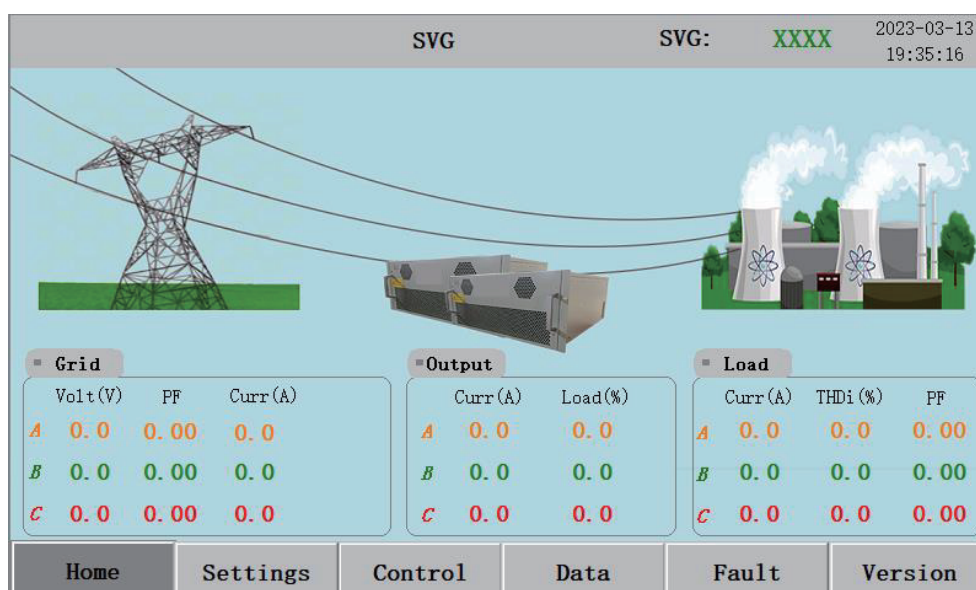 SVG SVG: XXXX 2023-03-13
19:35:16
Grid Output Load
Volt(V) PF Curr(A) Curr(A) Load(%) Curr(A) THDi(%) PF
A 0.0 0.00 0.0 A 0.0 0.0 A 0.0 0.0 0.00
B 0.0 0.00 0.0 B 0.0 0.0 B 0.0 0.0 0.00
C 0.0 0.00 0.0 C 0.0 0.0 C 0.0 0.0 0.00
Home Settings Control Data Fault Version